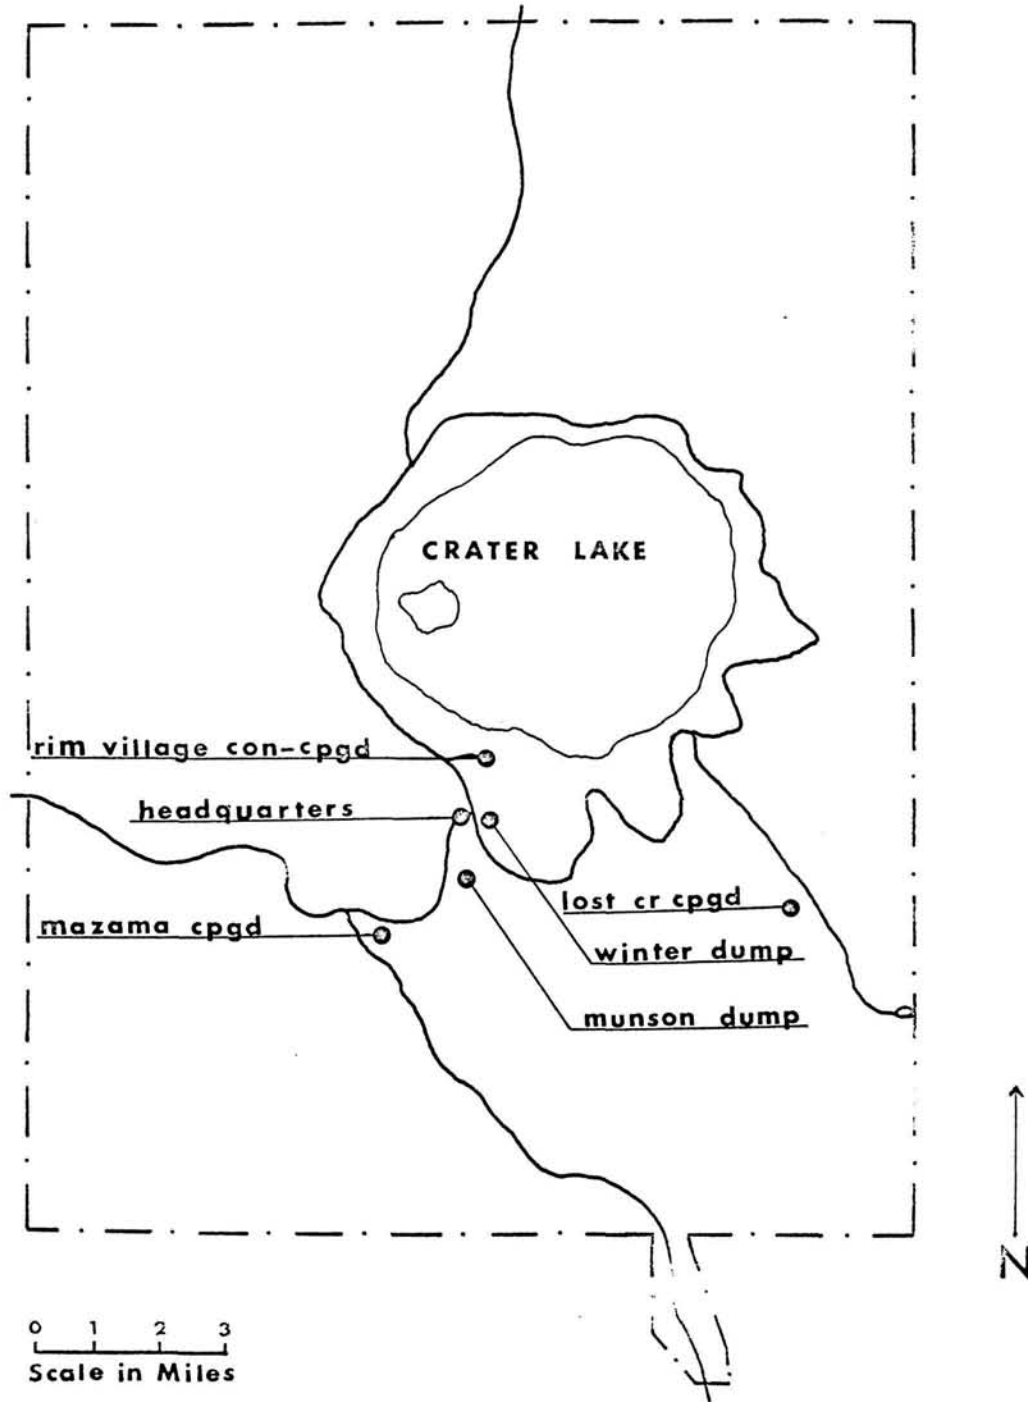 CRATER LAKE
rim village con-cpgd
headquarters
lost cr cpgd
mazama cpgd
winter dump
munson dump
N
0 1 2 3
Scale in Miles